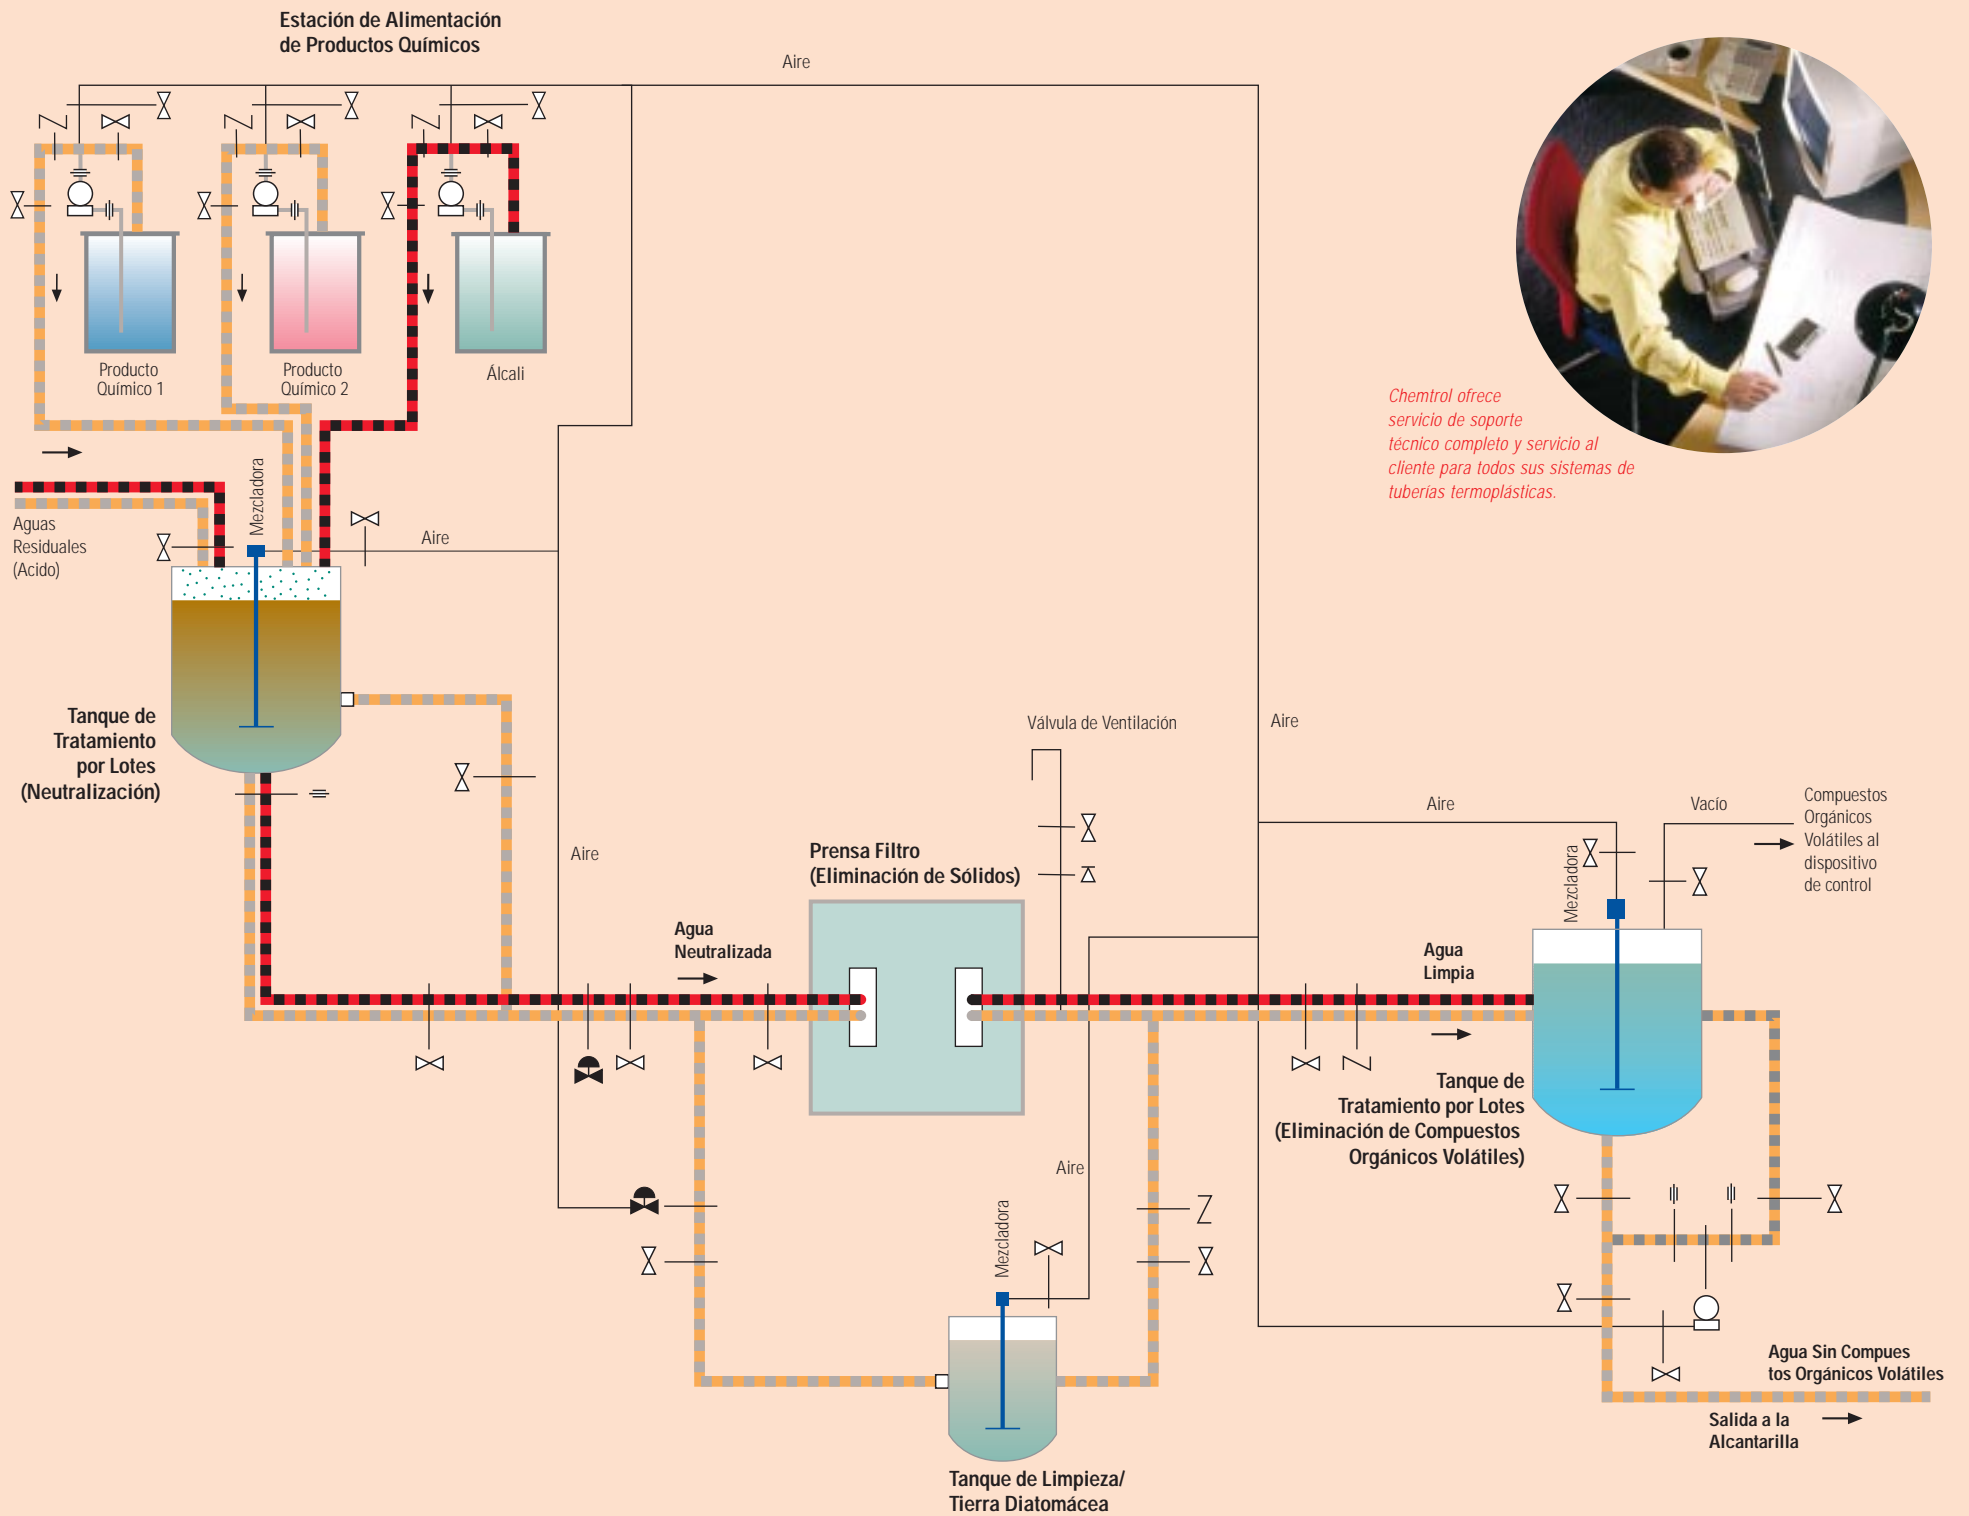 Estación de Alimentación
de Productos Químicos
Aire
Producto
Químico 1
Producto
Químico 2
Álcali
Chemtrol ofrece
servicio de soporte
técnico completo y servicio al
cliente para todos sus sistemas de
tuberías termoplásticas.
Mezcladora
Aguas
Residuales
(Acido)
Aire
Tanque de
Tratamiento
por Lotes
(Neutralización)
Aire
Válvula de Ventilación
Aire
Prensa Filtro
(Eliminación de Sólidos)
Agua
Neutralizada
Aire
Vacío
Compuestos
Orgánicos
Volátiles al
dispositivo
de control
Mezcladora
Agua
Limpia
Tanque de
Tratamiento por Lotes
(Eliminación de Compuestos
Orgánicos Volátiles)
Aire
Mezcladora
Tanque de Limpieza/
Tierra Diatomácea
Agua Sin Compues
tos Orgánicos Volátiles
Salida a la
Alcantarilla